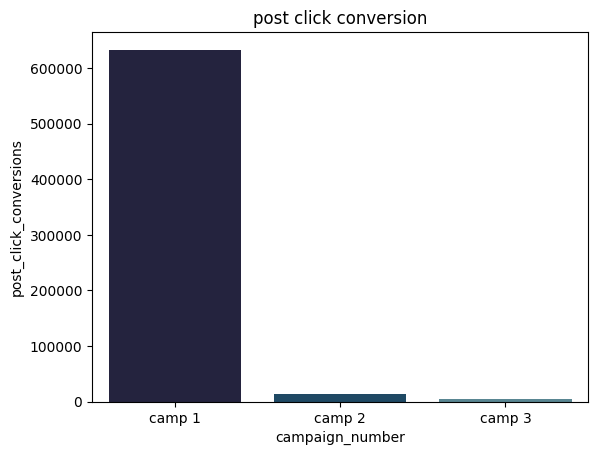 post click conversion
post_click_conversions
600000
500000
400000
300000
200000
100000
0
camp 1
camp 2
camp 3
campaign_number